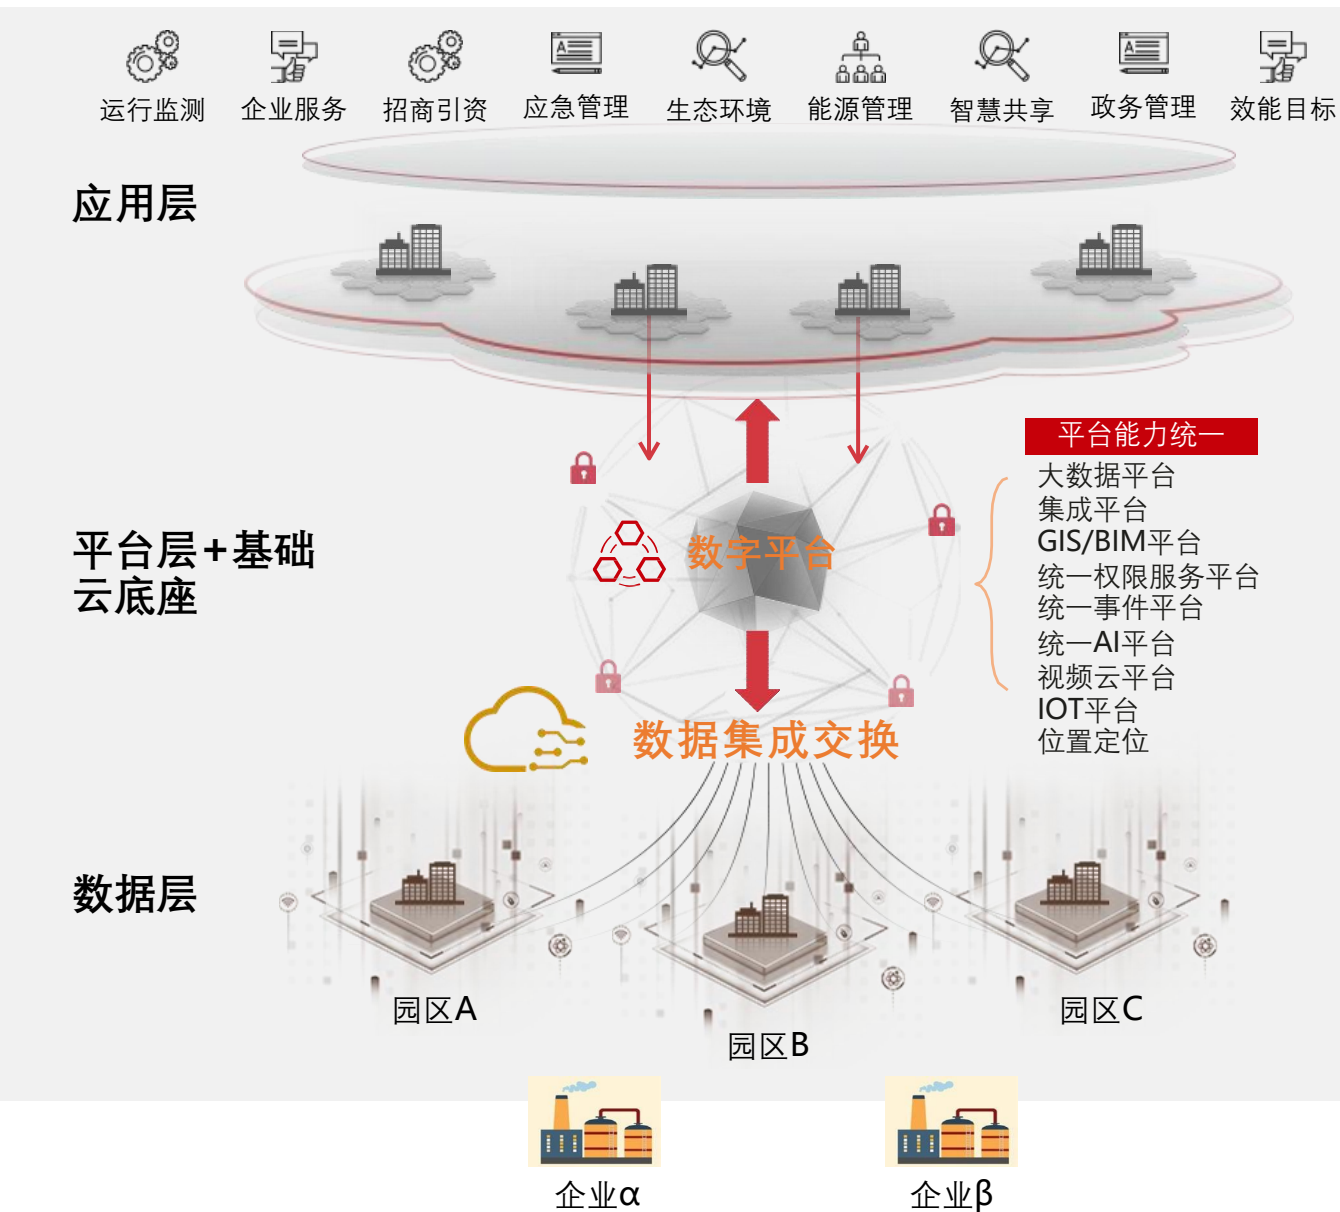 运行监测
企业服务
招商引资
应急管理
生态环境
能源管理
智慧共享
政务管理
效能目标
应用层
平台能力统一
大数据平台
集成平台
GIS/BIM平台
统一权限服务平台
统一事件平台
统一AI平台
视频云平台
IOT平台
位置定位
平台层+基础
云底座
数字平台
数据集成交换
数据层
园区A
园区B
园区C
企业α
企业β